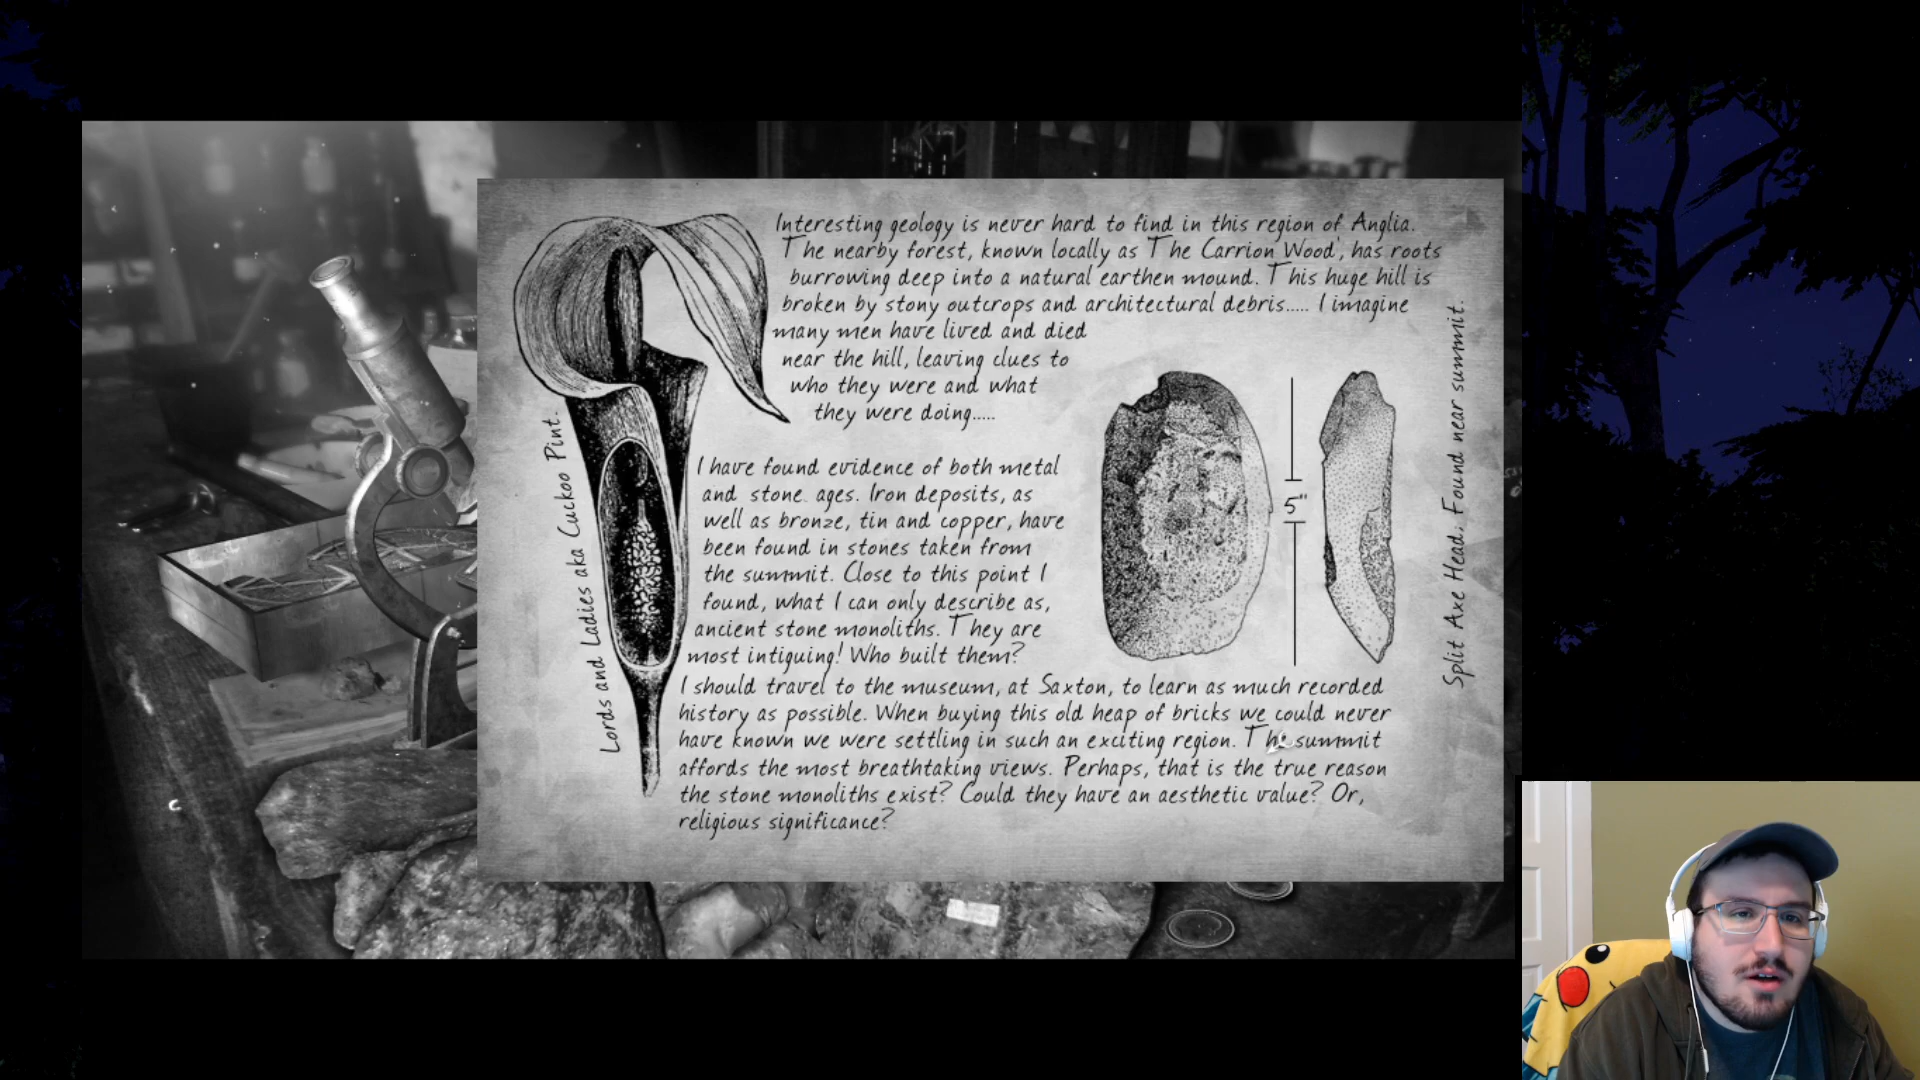 Interesting geology is never hard to find in this region of Anglia.
The nearby forest, known locally as 'The Carrion Wood', has roots
burrowing deep into a natural earthen mound. This huge hill is
broken by stony outcrops and architectural debris..... I imagine
many men have lived and died
near the hill, leaving clues to
who they were and what
they were doing.....
Lords and Ladies aka Cuckoo Pint.
I have found evidence of both metal
and stone ages. Iron deposits, as
well as bronze, tin and copper, have
been found in stones taken from
the summit. Close to this point I
found, what I can only describe as,
ancient stone monoliths. They are
most intiguing! Who built them?
I should travel to the museum, at Saxton, to learn as much recorded
history as possible. When buying this old heap of bricks we could never
have known we were settling in such an exciting region. The summit
affords the most breathtaking views. Perhaps, that is the true reason
the stone monoliths exist? Could they have an aesthetic value? Or,
religious significance?
5"
Split Axe Head. Found near summit.